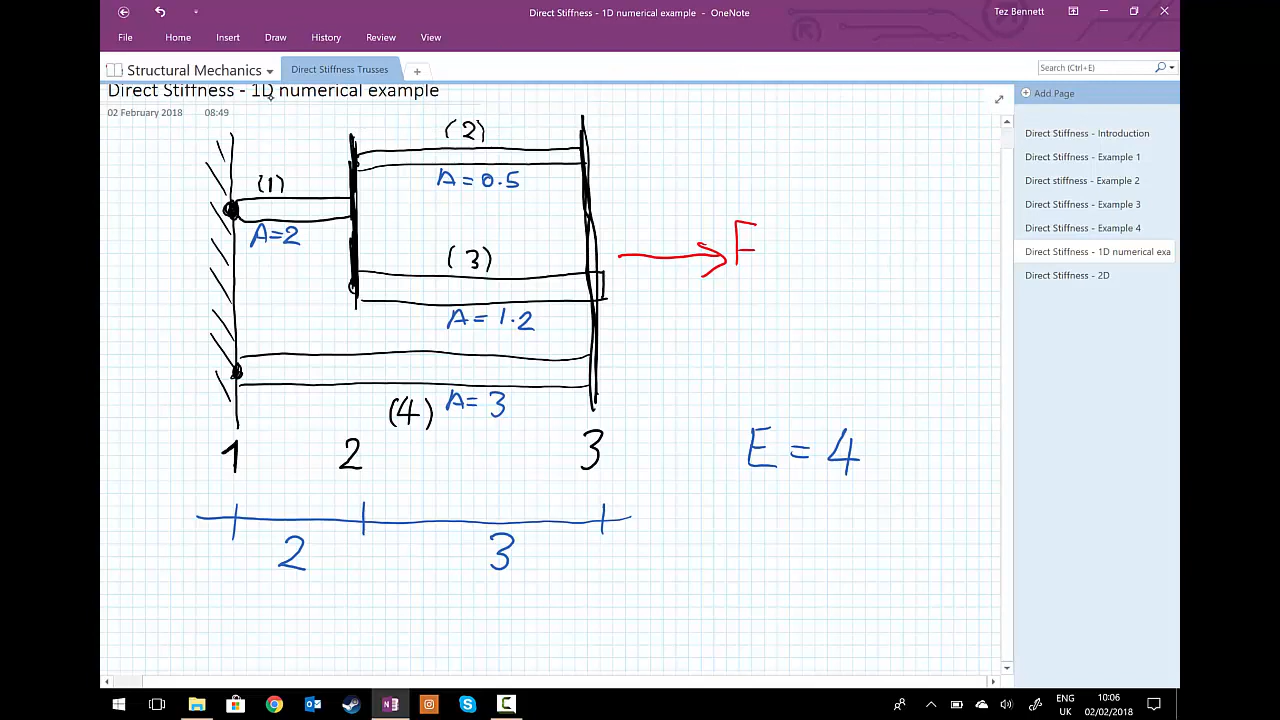 Direct Stiffness - 1D numerical example - OneNote
Tez Bennett
File Home Insert Draw History Review View
Structural Mechanics
Direct Stiffness Trusses
Search (Ctrl+E)
Direct Stiffness - 1D numerical example
02 February 2018 08:49
Add Page
Direct Stiffness - Introduction
Direct Stiffness - Example 1
Direct stiffness - Example 2
Direct Stiffness - Example 3
Direct Stiffness - Example 4
Direct Stiffness - 1D numerical exa
Direct Stiffness - 2D
(2)
A = 0.5
(1)
A=2
(3)
F
A = 1.2
(4)
A= 3
1 2 3
E = 4
2 3
ENG
UK
10:06
02/02/2018